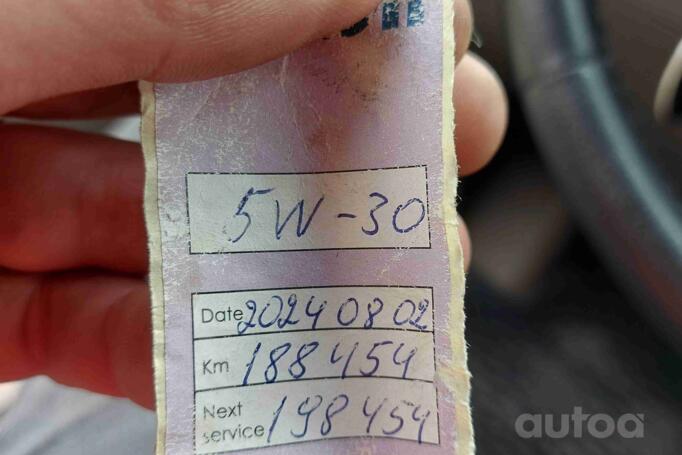 5W-30
Date 20240802
Km 188454
Next service 198454
autoa